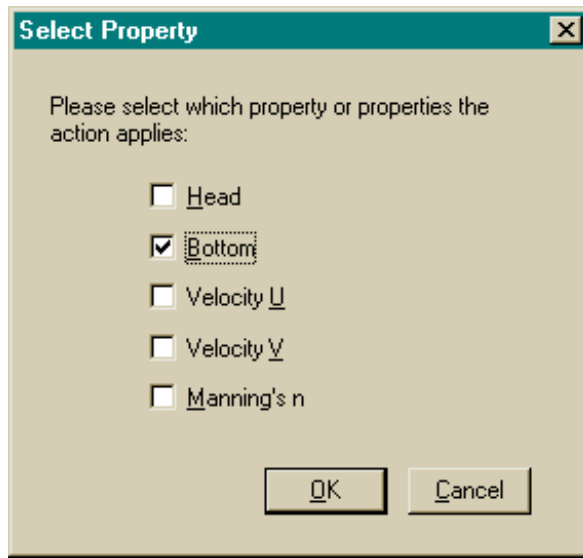 Select Property
Please select which property or properties the
action applies:
Head
Bottom
Velocity U
Velocity V
Manning's n
OK
Cancel